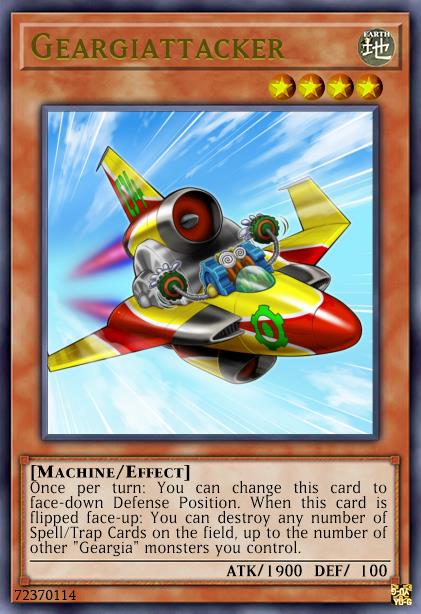 GEARGIATTACKER
EARTH
地
[MACHINE/EFFECT]
Once per turn: You can change this card to
face-down Defense Position. When this card is
flipped face-up: You can destroy any number of
Spell/Trap Cards on the field, up to the number of
other "Geargia" monsters you control.
ATK/1900 DEF/ 100
72370114